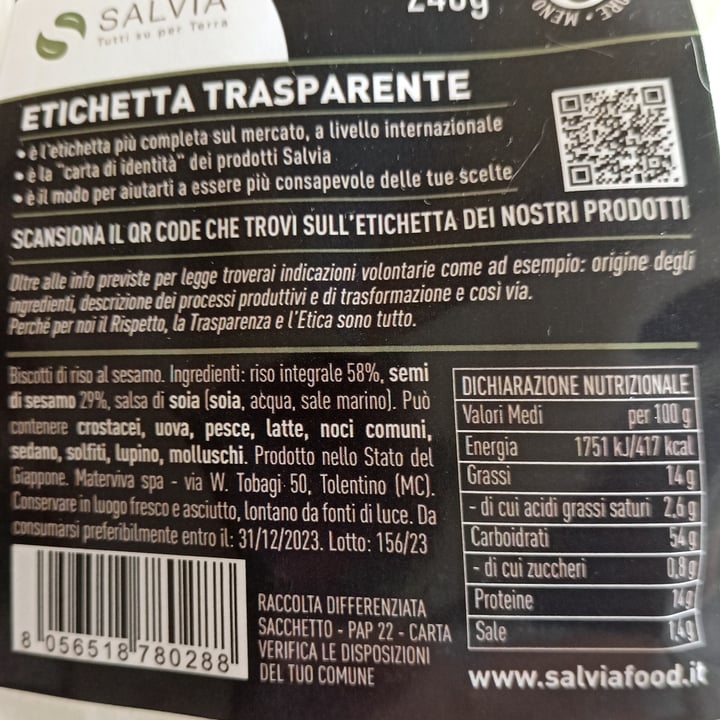 SALVIA
Tutti su per Terra
240g
MENO
ETICHETTA TRASPARENTE
• è l'etichetta più completa sul mercato, a livello internazionale
• è la "carta di identità" dei prodotti Salvia
• è il modo per aiutarti a essere più consapevole delle tue scelte
SCANSIONA IL QR CODE CHE TROVI SULL'ETICHETTA DEI NOSTRI PRODOTTI
Oltre alle info previste per legge troverai indicazioni volontarie come ad esempio: origine degli
ingredienti, descrizione dei processi produttivi e di trasformazione e così via.
Perché per noi il Rispetto, la Trasparenza e l'Etica sono tutto.
Biscotti di riso al sesamo. Ingredienti: riso integrale 58%, semi
di sesamo 29%, salsa di soia (soia, acqua, sale marino). Può
contenere crostacei, uova, pesce, latte, noci comuni,
sedano, solfiti, lupino, molluschi. Prodotto nello Stato del
Giappone. Materviva spa - via W. Tobagi 50, Tolentino (MC).
Conservare in luogo fresco e asciutto, lontano da fonti di luce. Da
consumarsi preferibilmente entro il: 31/12/2023. Lotto: 156/23
DICHIARAZIONE NUTRIZIONALE
Valori Medi per 100 g
Energia 1751 kJ/417 kcal
Grassi 14 g
- di cui acidi grassi saturi 2,6 g
Carboidrati 54 g
- di cui zuccheri 0,8 g
Proteine 14 g
Sale 1,4 g
8 056518 780288
RACCOLTA DIFFERENZIATA
SACCHETTO - PAP 22 - CARTA
VERIFICA LE DISPOSIZIONI
DEL TUO COMUNE
www.salviafood.it